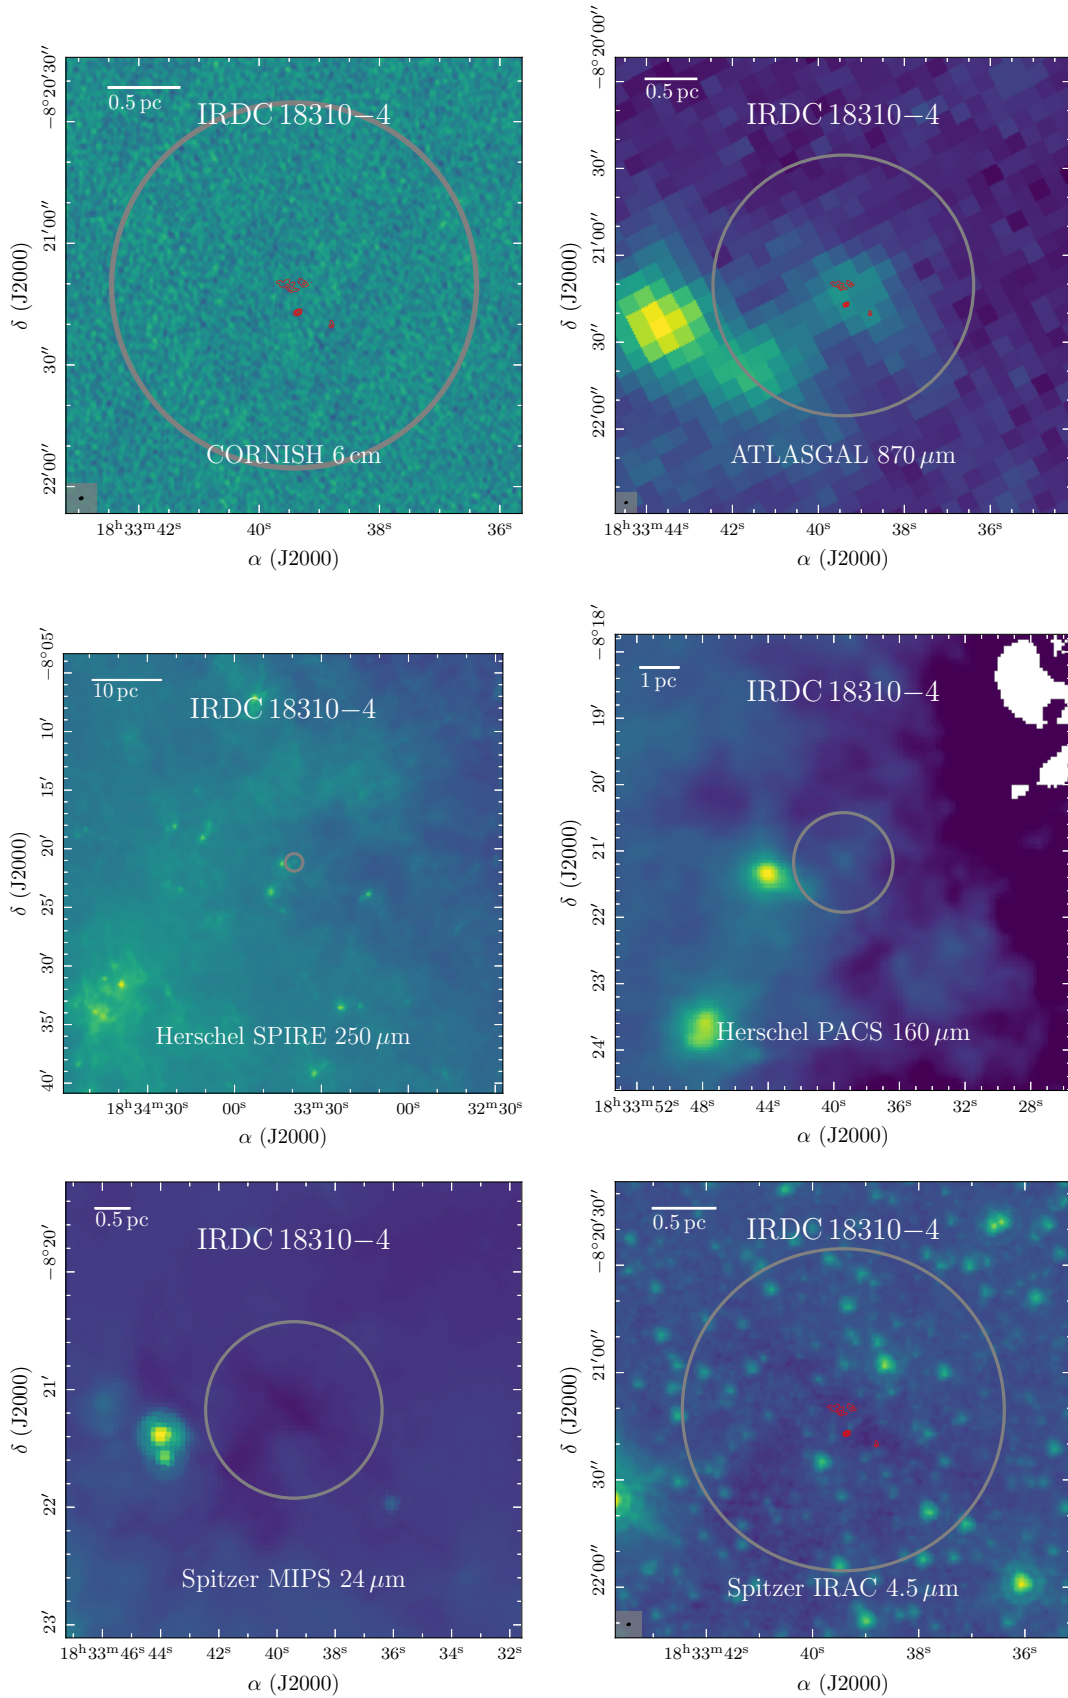 0.5 pc
IRDC 18310−4
CORNISH 6 cm
−8°20′30″
21′00″
30″
22′00″
δ (J2000)
18ʰ33ᵐ42ˢ 40ˢ 38ˢ 36ˢ
α (J2000)
0.5 pc
IRDC 18310−4
ATLASGAL 870 μm
−8°20′00″
30″
21′00″
30″
22′00″
δ (J2000)
18ʰ33ᵐ44ˢ 42ˢ 40ˢ 38ˢ 36ˢ
α (J2000)
10 pc
IRDC 18310−4
Herschel SPIRE 250 μm
−8°05′
10′
15′
20′
25′
30′
35′
40′
δ (J2000)
18ʰ34ᵐ30ˢ 00ˢ 33ᵐ30ˢ 00ˢ 32ᵐ30ˢ
α (J2000)
1 pc
IRDC 18310−4
Herschel PACS 160 μm
−8°18′
19′
20′
21′
22′
23′
24′
δ (J2000)
18ʰ33ᵐ52ˢ 48ˢ 44ˢ 40ˢ 36ˢ 32ˢ 28ˢ
α (J2000)
0.5 pc
IRDC 18310−4
Spitzer MIPS 24 μm
−8°20′
21′
22′
23′
δ (J2000)
18ʰ33ᵐ46ˢ 44ˢ 42ˢ 40ˢ 38ˢ 36ˢ 34ˢ 32ˢ
α (J2000)
0.5 pc
IRDC 18310−4
Spitzer IRAC 4.5 μm
−8°20′30″
21′00″
30″
22′00″
δ (J2000)
18ʰ33ᵐ42ˢ 40ˢ 38ˢ 36ˢ
α (J2000)